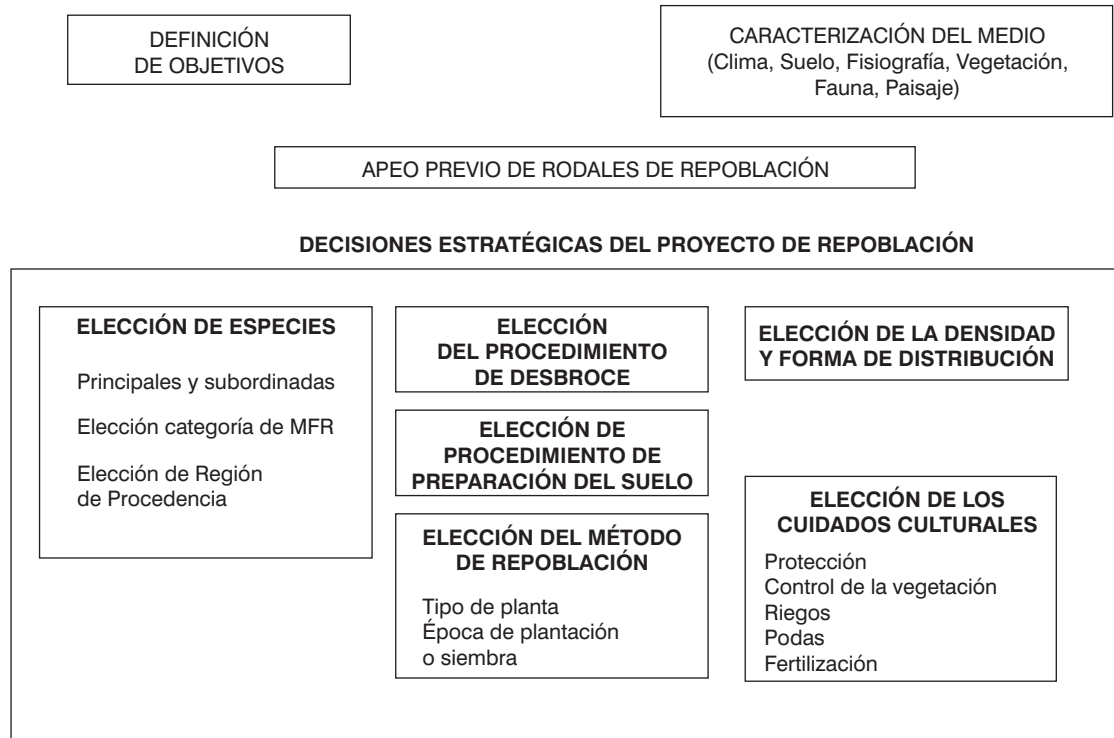 DEFINICIÓN
DE OBJETIVOS
CARACTERIZACIÓN DEL MEDIO
(Clima, Suelo, Fisiografía, Vegetación,
Fauna, Paisaje)
APEO PREVIO DE RODALES DE REPOBLACIÓN
DECISIONES ESTRATÉGICAS DEL PROYECTO DE REPOBLACIÓN
ELECCIÓN DE ESPECIES
Principales y subordinadas
Elección categoría de MFR
Elección de Región
de Procedencia
ELECCIÓN
DEL PROCEDIMIENTO
DE DESBROCE
ELECCIÓN DE
PROCEDIMIENTO DE
PREPARACIÓN DEL SUELO
ELECCIÓN DEL MÉTODO
DE REPOBLACIÓN
Tipo de planta
Época de plantación
o siembra
ELECCIÓN DE LA DENSIDAD
Y FORMA DE DISTRIBUCIÓN
ELECCIÓN DE LOS
CUIDADOS CULTURALES
Protección
Control de la vegetación
Riegos
Podas
Fertilización